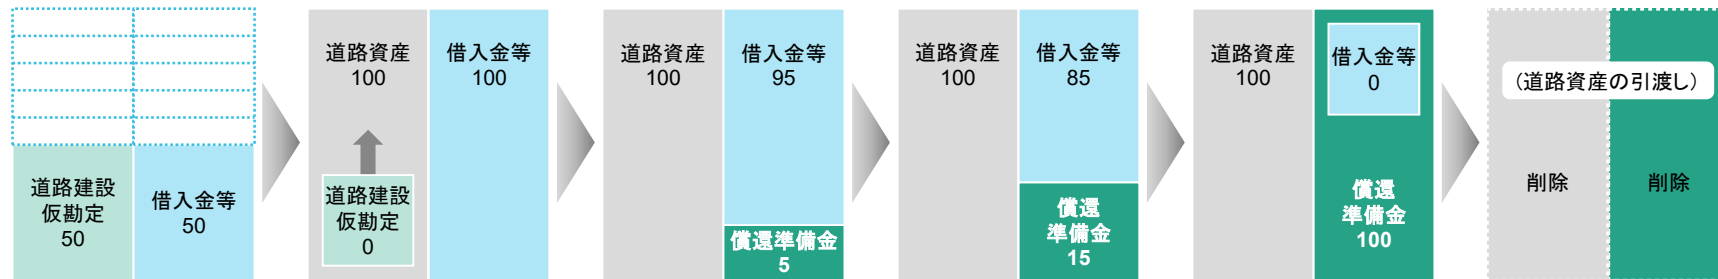 道路建設
仮勘定
50
借入金等
50
道路資産
100
道路建設
仮勘定
0
借入金等
100
道路資産
100
借入金等
95
償還準備金
5
道路資産
100
借入金等
85
償還
準備金
15
道路資産
100
借入金等
0
償還
準備金
100
(道路資産の引渡し)
削除
削除